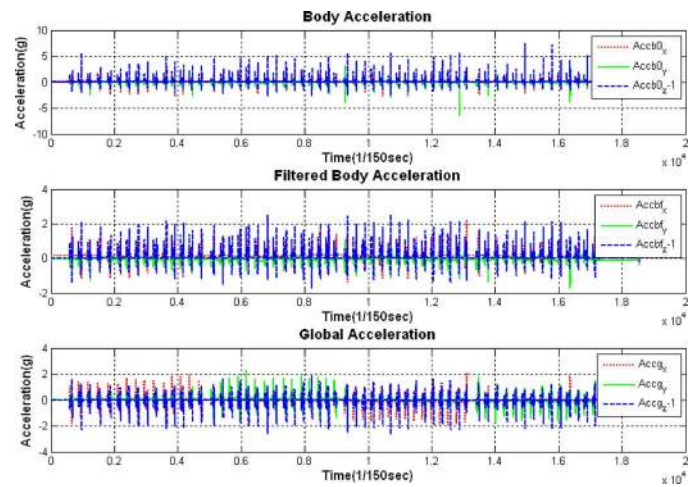 Body Acceleration
10
5
0
-5
-10
Acceleration(g)
Accb0x
Accb0y
Accb0z-1
0 0.2 0.4 0.6 0.8 1 1.2 1.4 1.6 1.8 2
Time(1/150sec)
x 10^4
Filtered Body Acceleration
4
2
0
-2
Acceleration(g)
Accbfx
Accbfy
Accbfz-1
0 0.2 0.4 0.6 0.8 1 1.2 1.4 1.6 1.8 2
Time(1/150sec)
x 10^4
Global Acceleration
4
2
0
-2
-4
Acceleration(g)
Accgx
Accgy
Accgz-1
0 0.2 0.4 0.6 0.8 1 1.2 1.4 1.6 1.8 2
Time(1/150sec)
x 10^4